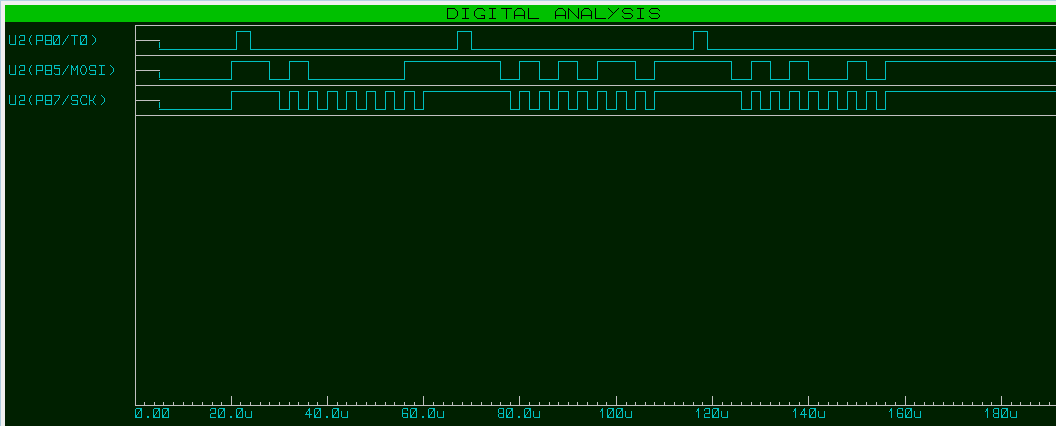 DIGITAL ANALYSIS
U2(PB0/T0)
U2(PB5/MOSI)
U2(PB7/SCK)
0.00 20.0u 40.0u 60.0u 80.0u 100u 120u 140u 160u 180u